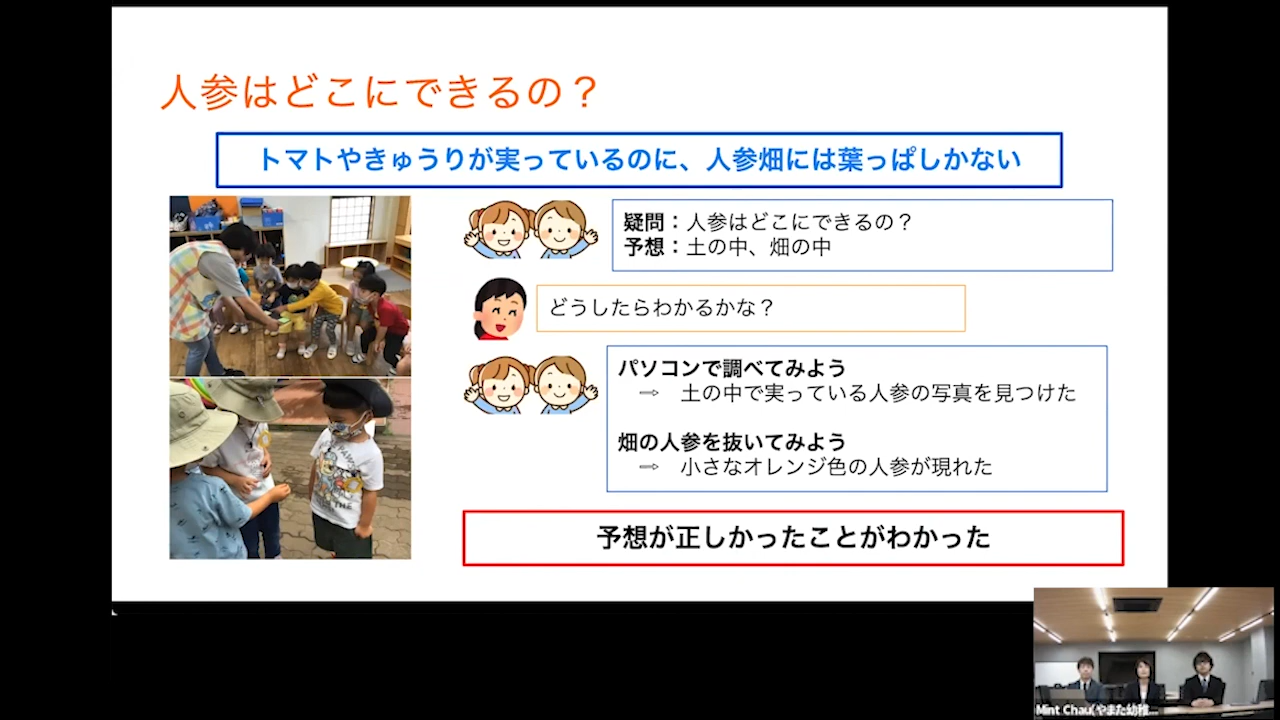 人参はどこにできるの？
トマトやきゅうりが実っているのに、人参畑には葉っぱしかない
疑問：人参はどこにできるの？
予想：土の中、畑の中
どうしたらわかるかな？
パソコンで調べてみよう
⇨ 土の中で実っている人参の写真を見つけた
畑の人参を抜いてみよう
⇨ 小さなオレンジ色の人参が現れた
予想が正しかったことがわかった
Mint Chau(やまた幼稚...